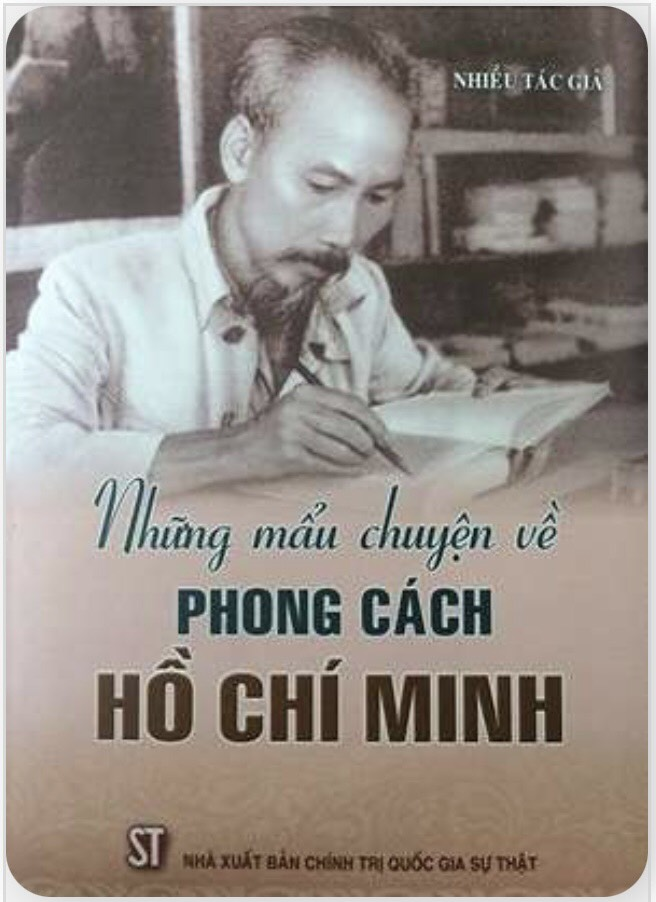 NHIỀU TÁC GIẢ
Những mẩu chuyện về
PHONG CÁCH
HỒ CHÍ MINH
ST
NHÀ XUẤT BẢN CHÍNH TRỊ QUỐC GIA SỰ THẬT